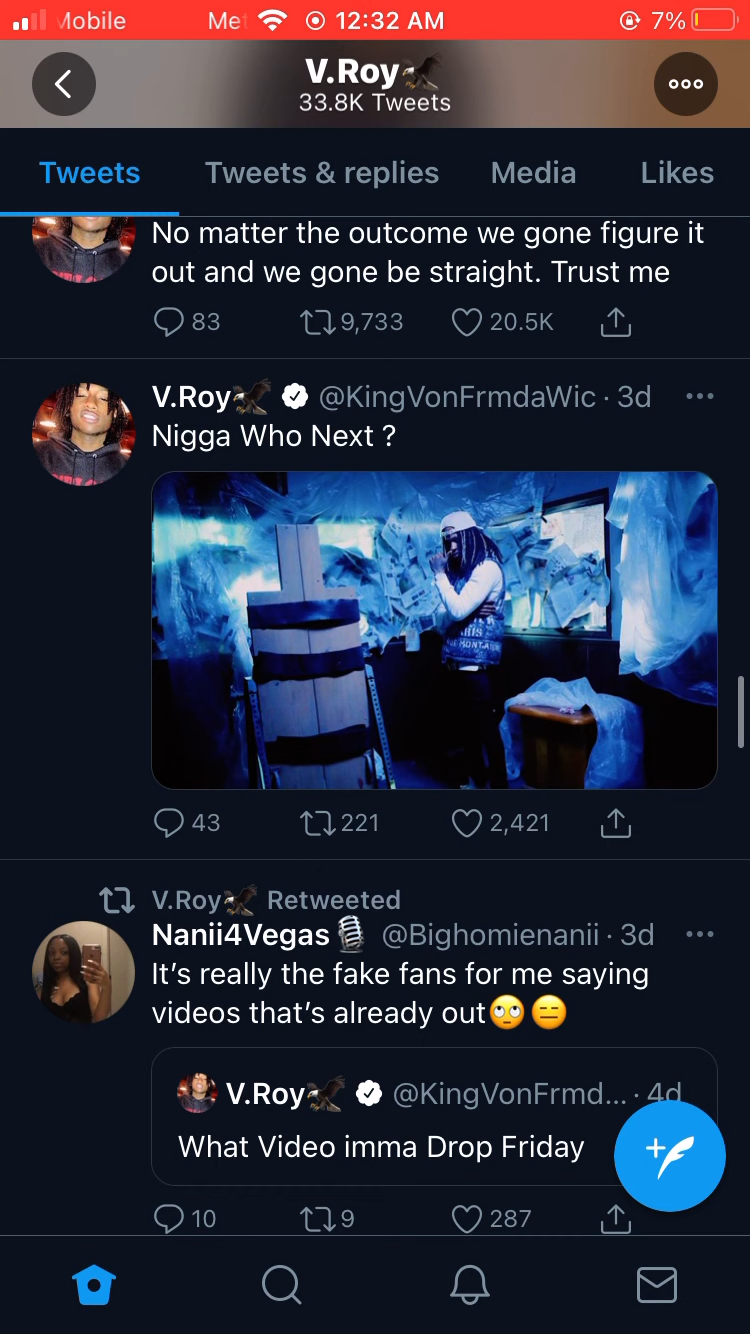 Mobile Me 12:32 AM 7%
V.Roy
33.8K Tweets
Tweets Tweets & replies Media Likes
No matter the outcome we gone figure it
out and we gone be straight. Trust me
83 9,733 20.5K
V.Roy @KingVonFrmdaWic · 3d
Nigga Who Next ?
43 221 2,421
V.Roy Retweeted
Nanii4Vegas @Bighomienanii · 3d
It’s really the fake fans for me saying
videos that’s already out🙄😑
V.Roy @KingVonFrmd... · 4d
What Video imma Drop Friday
10 9 287